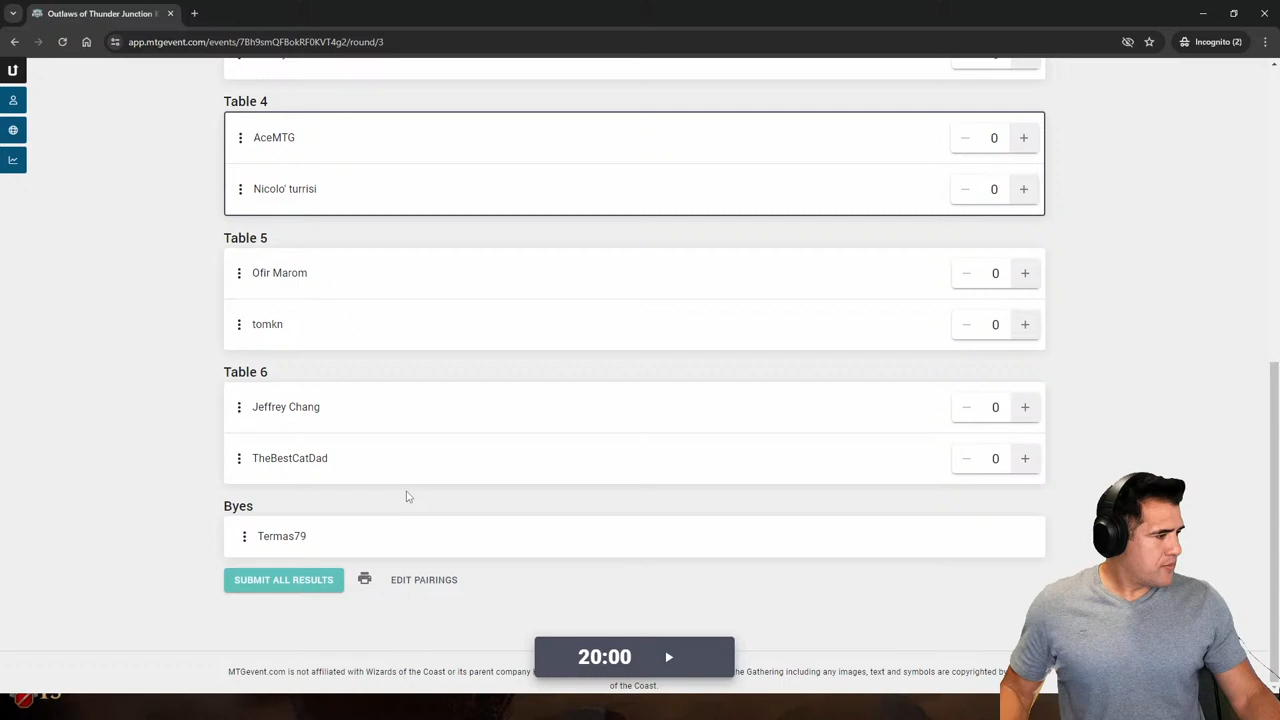 Outlaws of Thunder Junction
app.mtgevent.com/events/7Bh9smQFBokRF0KVT4g2/round/3
Incognito (2)
Table 4
AceMTG
0
Nicolo' turrisi
0
Table 5
Ofir Marom
0
tomkn
0
Table 6
Jeffrey Chang
0
TheBestCatDad
0
Byes
Termas79
SUBMIT ALL RESULTS
EDIT PAIRINGS
20:00
MTGevent.com is not affiliated with Wizards of the Coast or its parent company the Gathering including any images, text and symbols are copyrighted by
of the Coast.